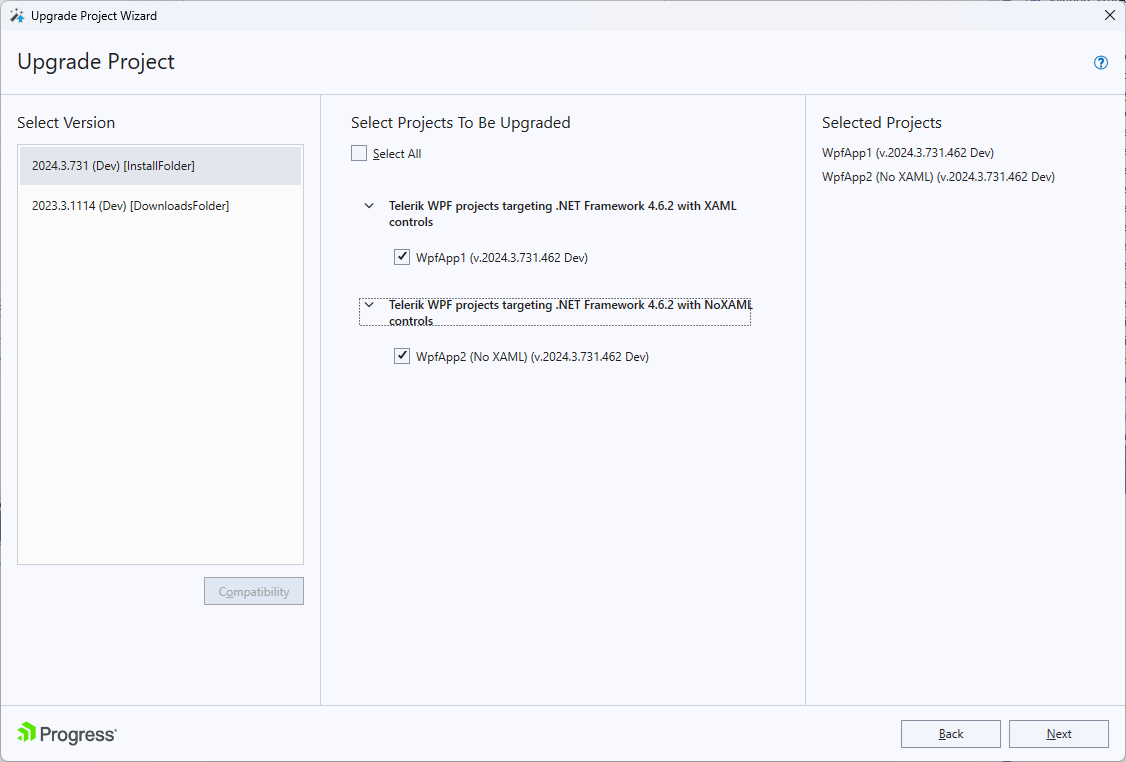 Upgrade Project Wizard
Upgrade Project
?
Select Version
2024.3.731 (Dev) [InstallFolder]
2023.3.1114 (Dev) [DownloadsFolder]
Compatibility
Select Projects To Be Upgraded
Select All
Telerik WPF projects targeting .NET Framework 4.6.2 with XAML
controls
WpfApp1 (v.2024.3.731.462 Dev)
Telerik WPF projects targeting .NET Framework 4.6.2 with NoXAML
controls
WpfApp2 (No XAML) (v.2024.3.731.462 Dev)
Selected Projects
WpfApp1 (v.2024.3.731.462 Dev)
WpfApp2 (No XAML) (v.2024.3.731.462 Dev)
Progress
Back
Next